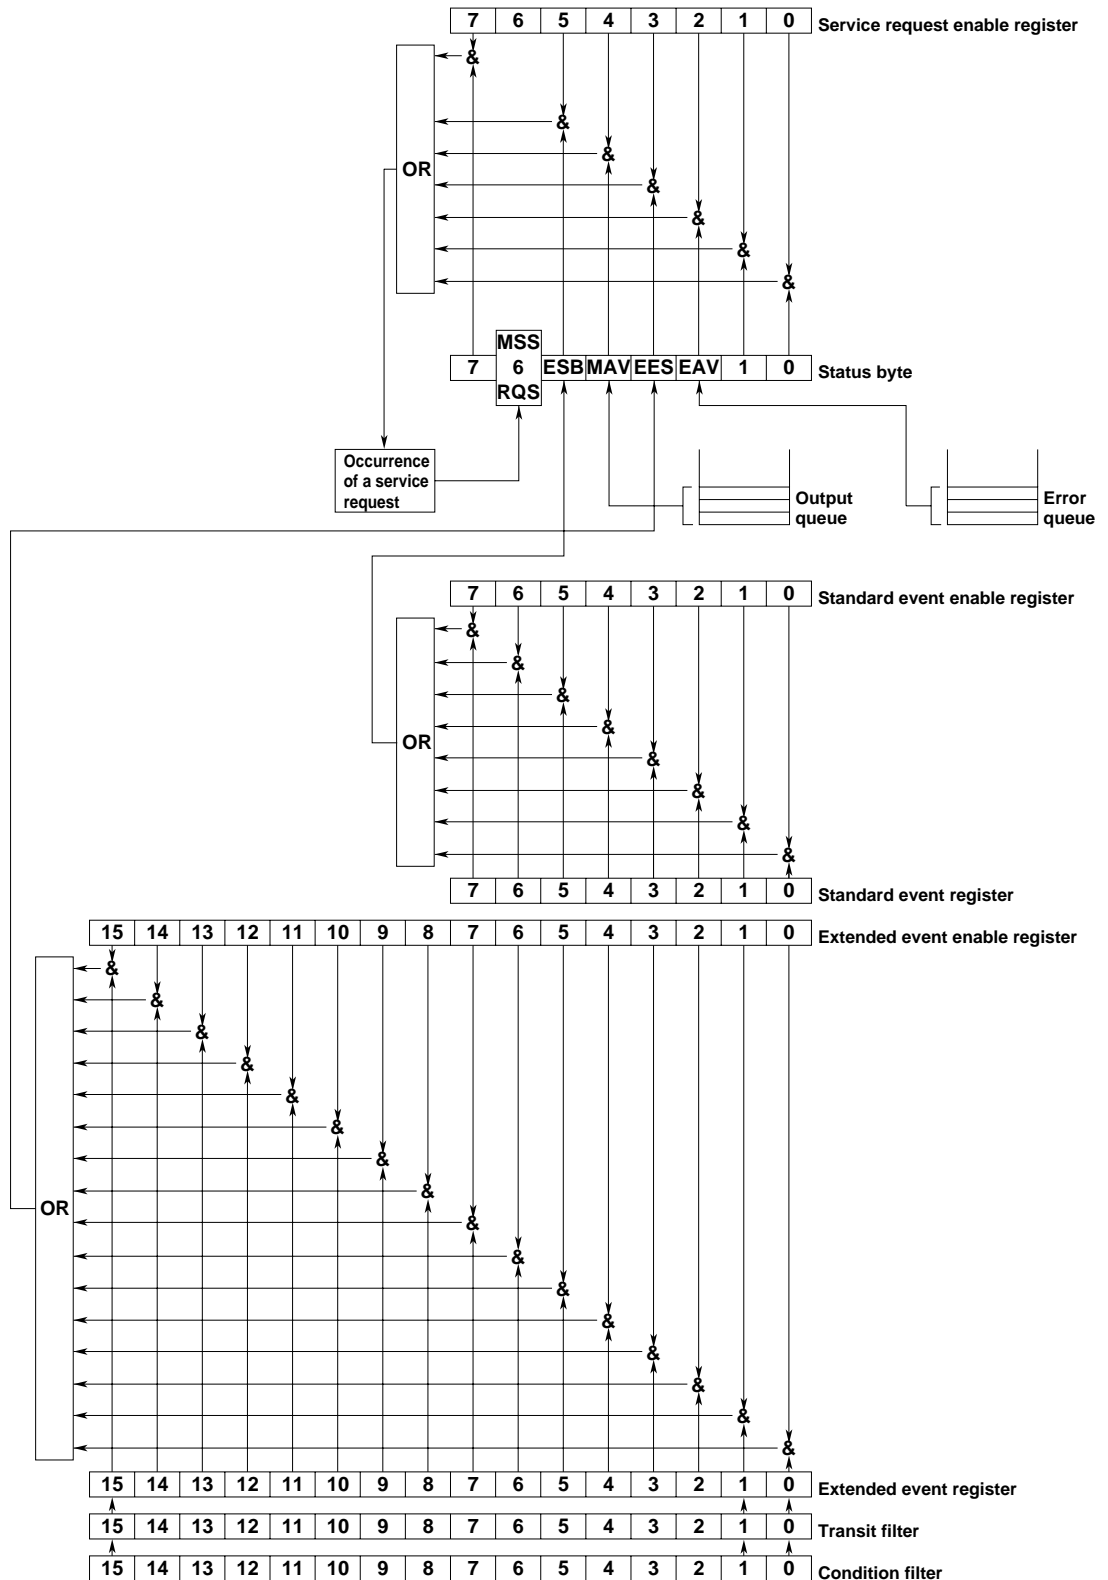 7 6 5 4 3 2 1 0 Service request enable register
&
&
&
OR
&
&
&
&
MSS
7 6 ESB MAV EES EAV 1 0 Status byte
RQS
Occurrence
of a service
request
Output
queue
Error
queue
7 6 5 4 3 2 1 0 Standard event enable register
&
&
&
&
OR
&
&
&
&
7 6 5 4 3 2 1 0 Standard event register
15 14 13 12 11 10 9 8 7 6 5 4 3 2 1 0 Extended event enable register
&
&
&
&
&
&
&
&
OR
&
&
&
&
&
&
&
&
15 14 13 12 11 10 9 8 7 6 5 4 3 2 1 0 Extended event register
15 14 13 12 11 10 9 8 7 6 5 4 3 2 1 0 Transit filter
15 14 13 12 11 10 9 8 7 6 5 4 3 2 1 0 Condition filter